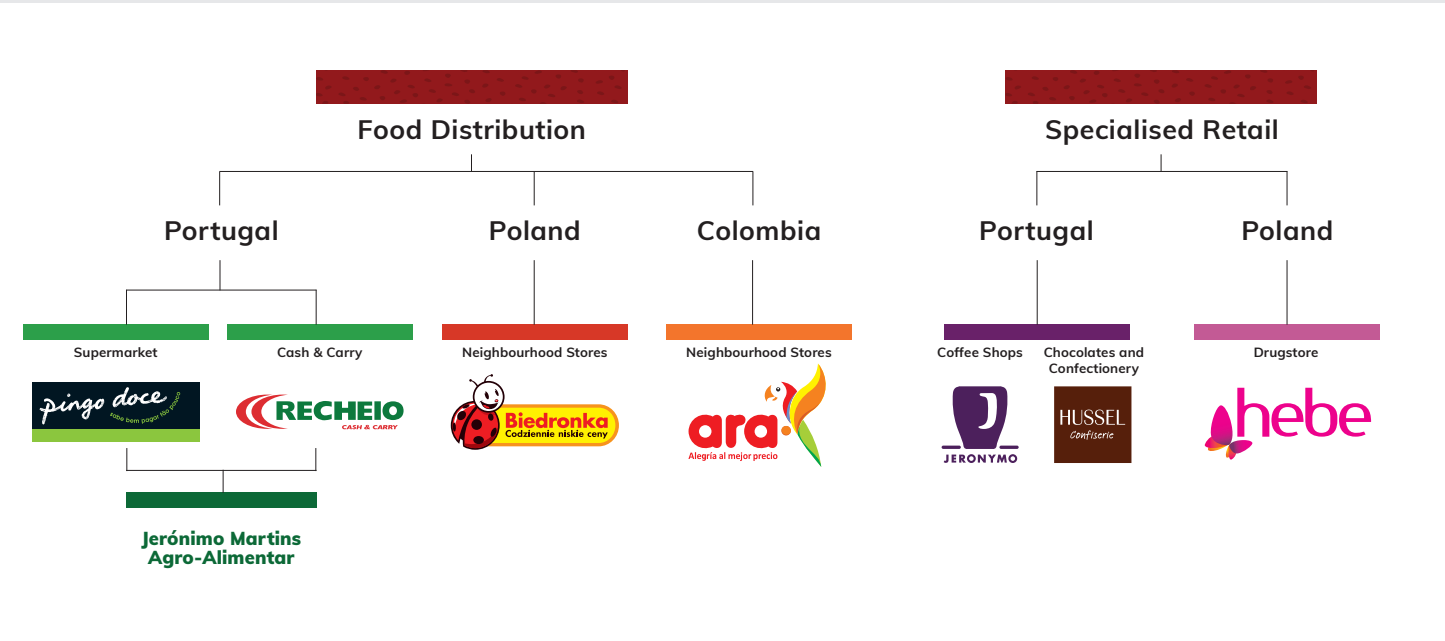 Food Distribution
Specialised Retail
Portugal
Poland
Colombia
Portugal
Poland
Supermarket
Cash & Carry
Neighbourhood Stores
Neighbourhood Stores
Coffee Shops
Chocolates and
Confectionery
Drugstore
pingo doce
sabe bem pagar tão pouco
RECHEIO
CASH & CARRY
Biedronka
Codziennie niskie ceny
ara
Alegría al mejor precio
J
JERONYMO
HUSSEL
Confiserie
hebe
Jerónimo Martins
Agro-Alimentar